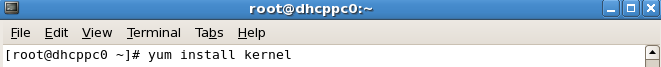 root@dhcppc0:~
File Edit View Terminal Tabs Help
[root@dhcppc0 ~]# yum install kernel